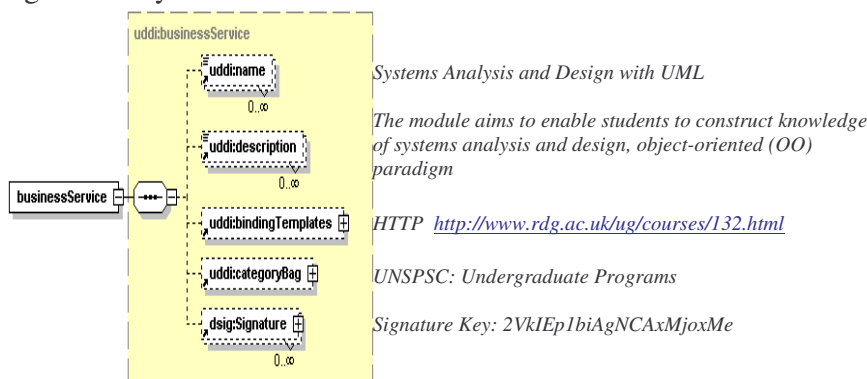 uddi:businessService
uddi:name
0..∞
Systems Analysis and Design with UML
The module aims to enable students to construct knowledge
of systems analysis and design, object-oriented (OO)
paradigm
uddi:description
0..∞
businessService
uddi:bindingTemplates
HTTP http://www.rdg.ac.uk/ug/courses/132.html
uddi:categoryBag
UNSPSC: Undergraduate Programs
dsig:Signature
0..∞
Signature Key: 2VkIEp1biAgNCAxMjoxMe